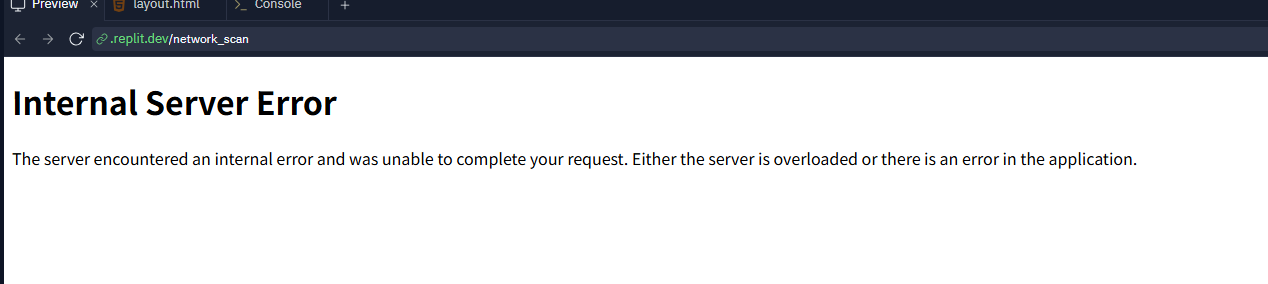 Preview × layout.html >_ Console +
.replit.dev/network_scan
Internal Server Error
The server encountered an internal error and was unable to complete your request. Either the server is overloaded or there is an error in the application.